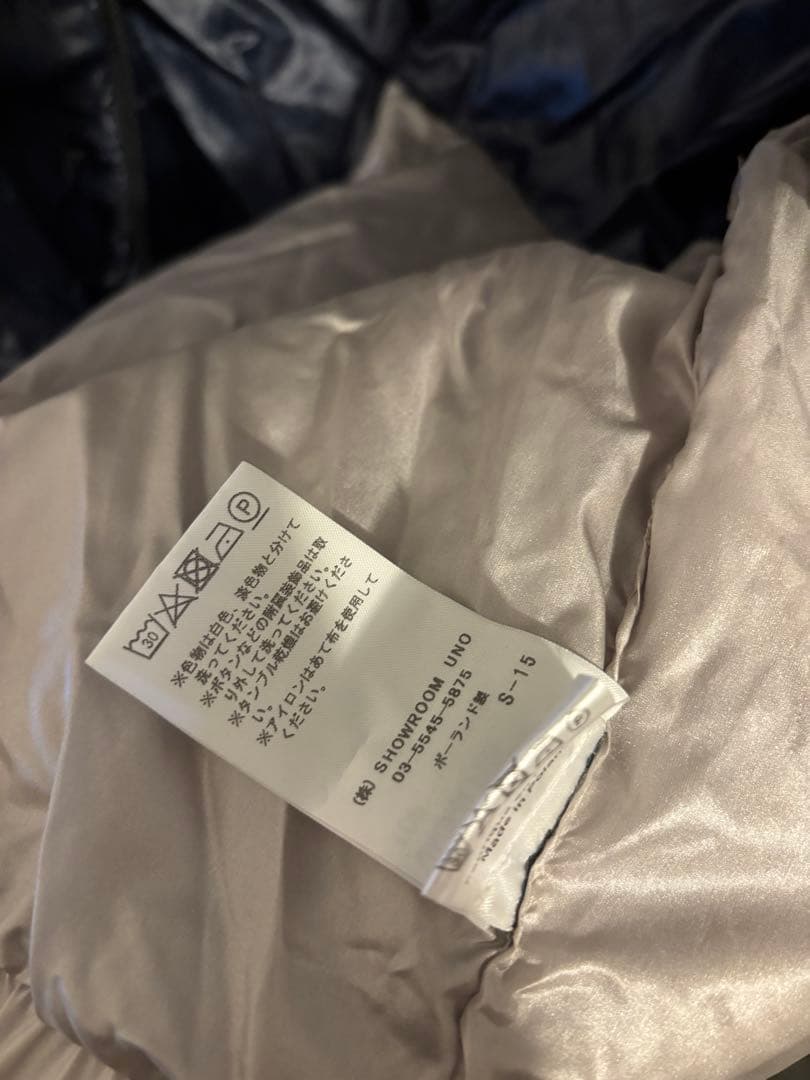 30 P
※色物は白色、淡色物と分けて
洗ってください。
※ボタンなどの附属装飾品は取
り外して洗ってください。
※タンブル乾燥はお避けくださ
い。
※アイロンはあて布を使用して
ください。
(株) SHOWROOM UNO
03-5545-5875
ポーランド製
S-15
Made in